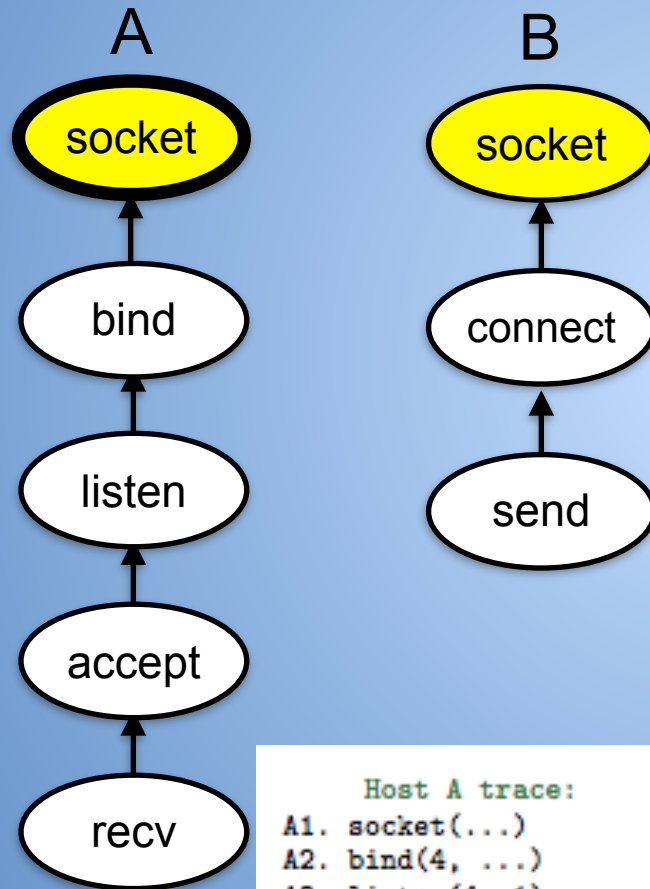 A
B
socket
socket
bind
connect
listen
send
accept
recv
Host A trace:
A1. socket(...)
A2. bind(4, ...)